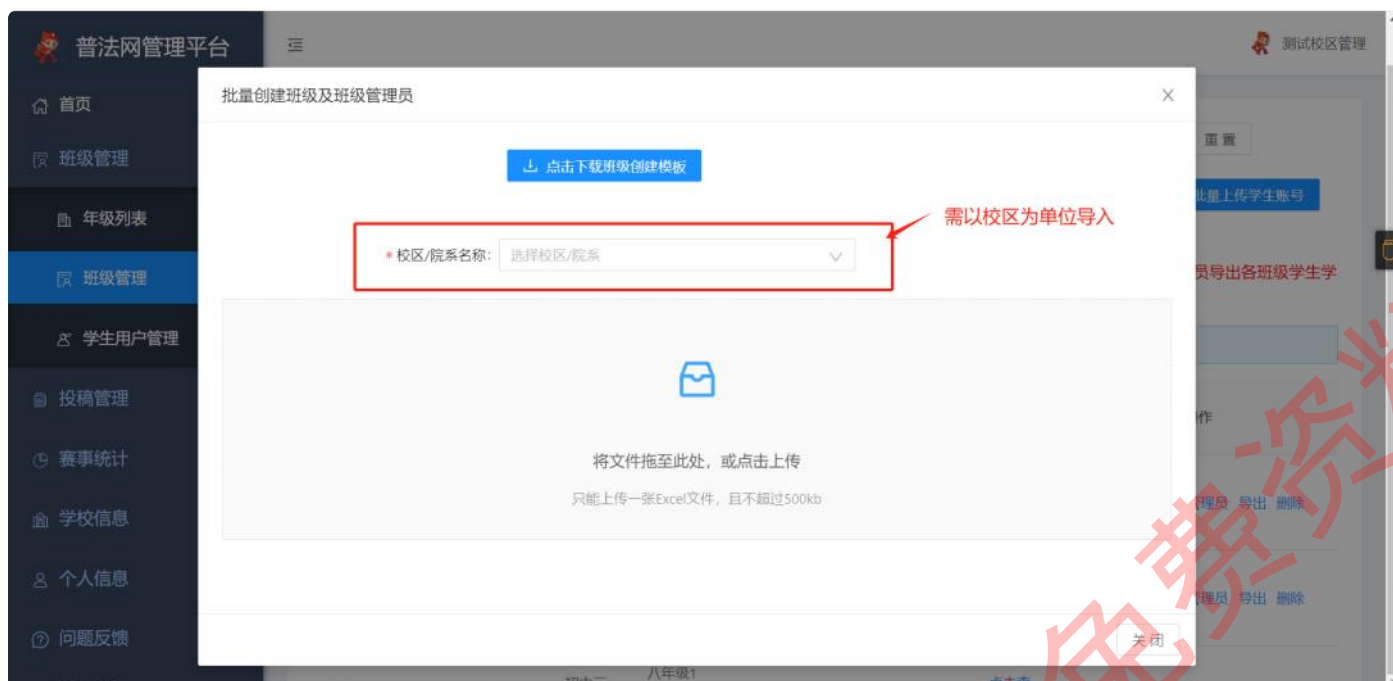 普法网管理平台
测试校区管理
首页
批量创建班级及班级管理员
重置
班级管理
点击下载班级创建模板
批量上传学生账号
年级列表
需以校区为单位导入
*校区/院系名称: 选择校区/院系
班级管理
员导出各班级学生学
学生用户管理
投稿管理
操作
赛事统计
将文件拖至此处，或点击上传
只能上传一张Excel文件，且不超过500kb
管理员 导出 删除
学校信息
个人信息
管理员 导出 删除
问题反馈
关闭
八年级1
免费资料